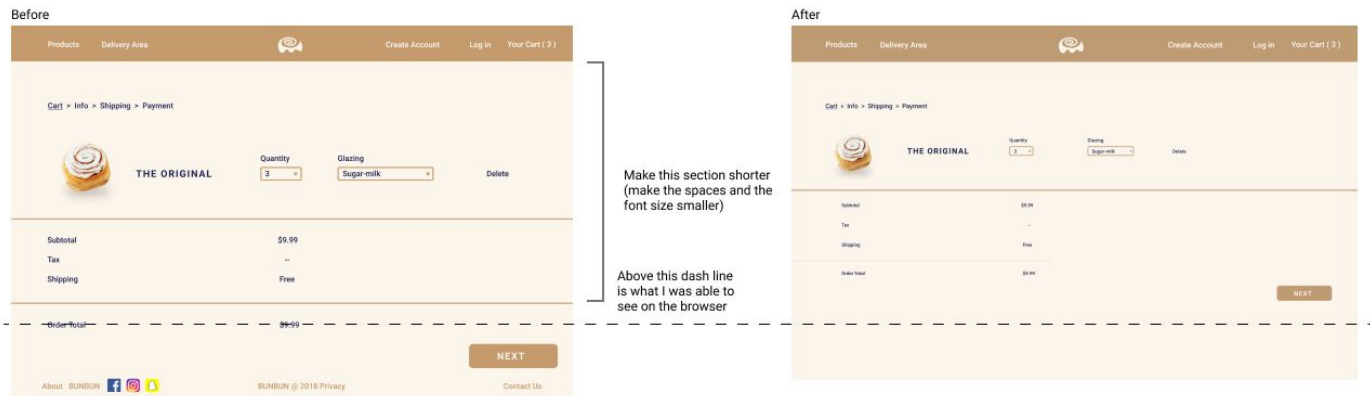 Before
Products Delivery Area Create Account Log In Your Cart ( 3 )
Cart > Info > Shipping > Payment
Quantity Glazing
THE ORIGINAL 3 Sugar-milk Delete
Subtotal $9.99
Tax --
Shipping Free
Order Total $9.99
NEXT
About BUNBUN BUNBUN @ 2018 Privacy Contact Us
Make this section shorter
(make the spaces and the
font size smaller)
Above this dash line
is what I was able to
see on the browser
After
Products Delivery Area Create Account Log in Your Cart ( 3 )
Cart > Info > Shipping > Payment
Quantity Glazing
THE ORIGINAL 3 Sugar-milk Delete
Subtotal $9.99
Tax --
Shipping Free
Order Total $9.99
NEXT